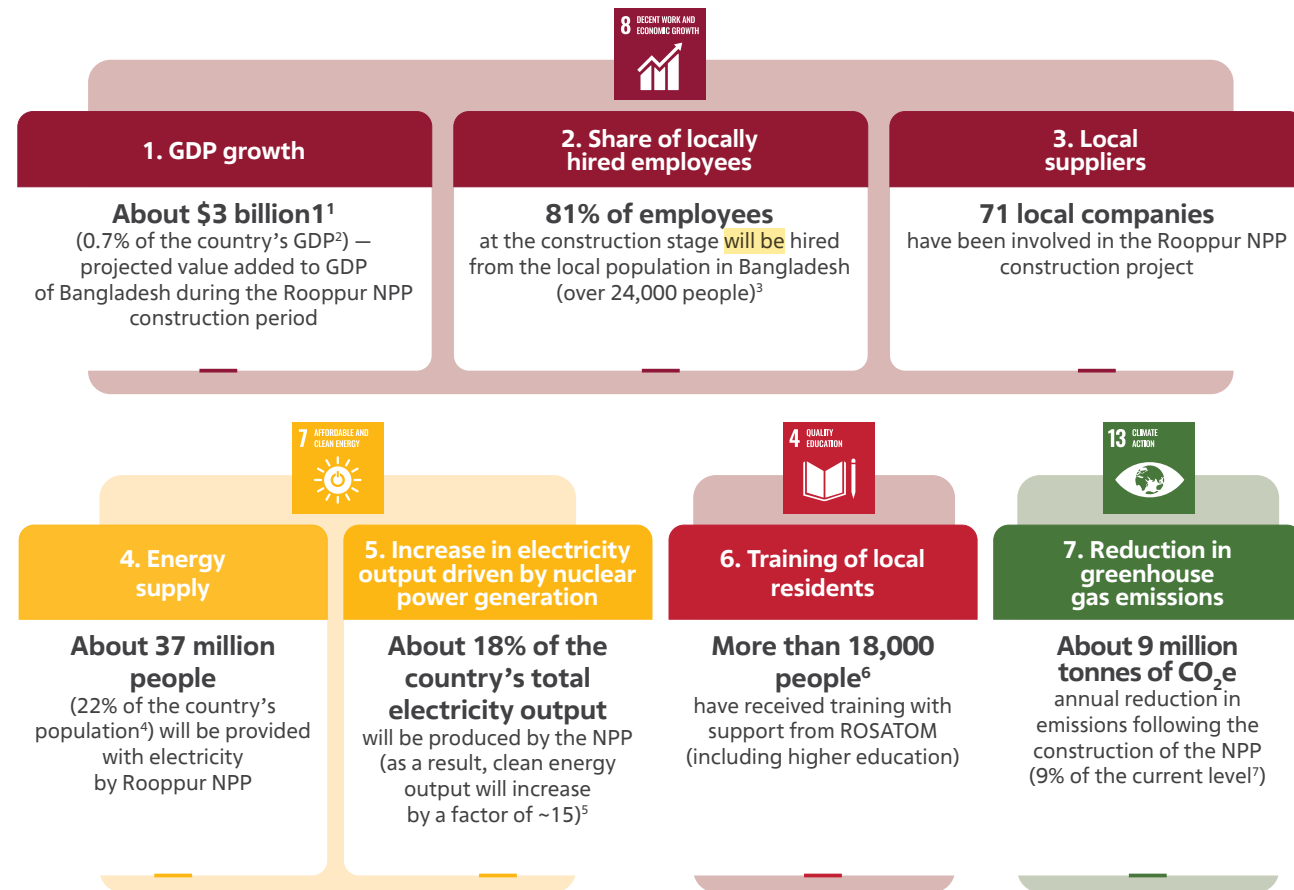 8 DECENT WORK AND
ECONOMIC GROWTH
1. GDP growth
About $3 billion1¹
(0.7% of the country's GDP²) —
projected value added to GDP
of Bangladesh during the Rooppur NPP
construction period
2. Share of locally
hired employees
81% of employees
at the construction stage will be hired
from the local population in Bangladesh
(over 24,000 people)³
3. Local
suppliers
71 local companies
have been involved in the Rooppur NPP
construction project
7 AFFORDABLE AND
CLEAN ENERGY
4. Energy
supply
About 37 million
people
(22% of the country's
population⁴) will be provided
with electricity
by Rooppur NPP
5. Increase in electricity
output driven by nuclear
power generation
About 18% of the
country's total
electricity output
will be produced by the NPP
(as a result, clean energy
output will increase
by a factor of ~15)⁵
4 QUALITY
EDUCATION
6. Training of local
residents
More than 18,000
people⁶
have received training with
support from ROSATOM
(including higher education)
13 CLIMATE
ACTION
7. Reduction in
greenhouse
gas emissions
About 9 million
tonnes of CO₂e
annual reduction in
emissions following the
construction of the NPP
(9% of the current level⁷)